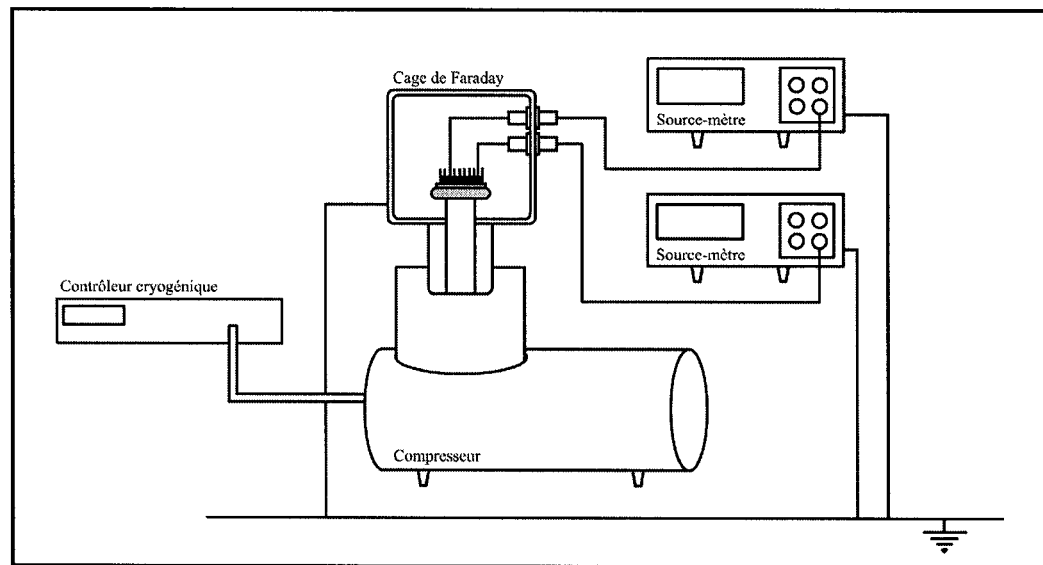 Cage de Faraday
Source-mètre
Source-mètre
Contrôleur cryogénique
Compresseur